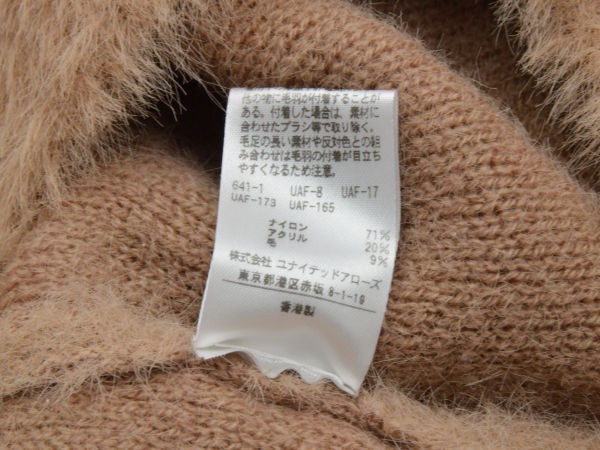 他の物に毛羽が付着することが
ある。付着した場合は、素材に
合わせたブラシ等で取り除く。
毛足の長い素材や反対色との組
み合わせは毛羽の付着が目立ち
やすくなるため注意。
641-1 UAF-8 UAF-17
UAF-173 UAF-165
ナイロン 71%
アクリル 20%
毛 9%
株式会社 ユナイテッドアローズ
東京都港区赤坂 8-1-19
香港製